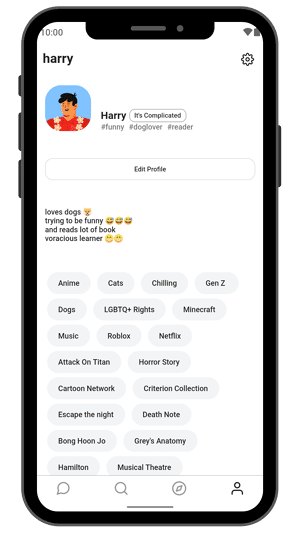 10:00
harry
Harry It's Complicated
#funny #doglover #reader
Edit Profile
loves dogs 🐶
trying to be funny 😅😅😅
and reads lot of book
voracious learner 😁😁
Anime Cats Chilling Gen Z
Dogs LGBTQ+ Rights Minecraft
Music Roblox Netflix
Attack On Titan Horror Story
Cartoon Network Criterion Collection
Escape the night Death Note
Bong Hoon Jo Grey's Anatomy
Hamilton Musical Theatre